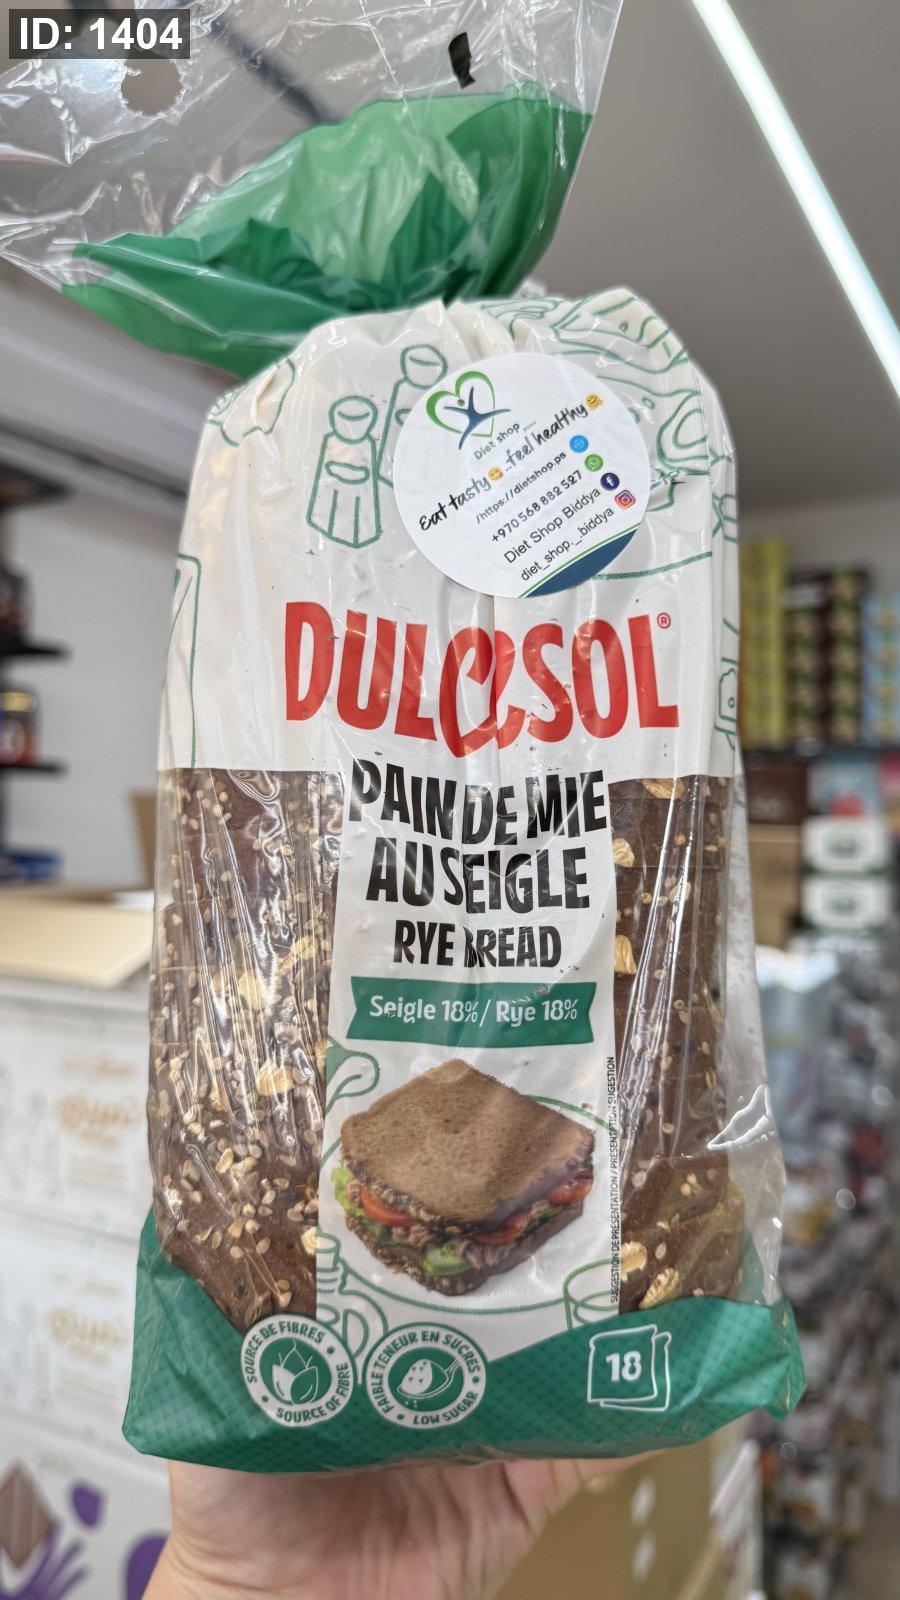 ID: 1404
Diet shop
Eat tasty😋...feel healthy🤗
/https://dietshop.ps
+970 568 882 527
Diet Shop Biddya
diet_shop._.biddya
DULCESOL®
PAIN DE MIE
AU SEIGLE
RYE BREAD
Seigle 18% / Rye 18%
SUGGESTION DE PRÉSENTATION / PRESENTATION SUGESTION
SOURCE DE FIBRES
SOURCE OF FIBRE
FAIBLE TENEUR EN SUCRES
LOW SUGAR
18